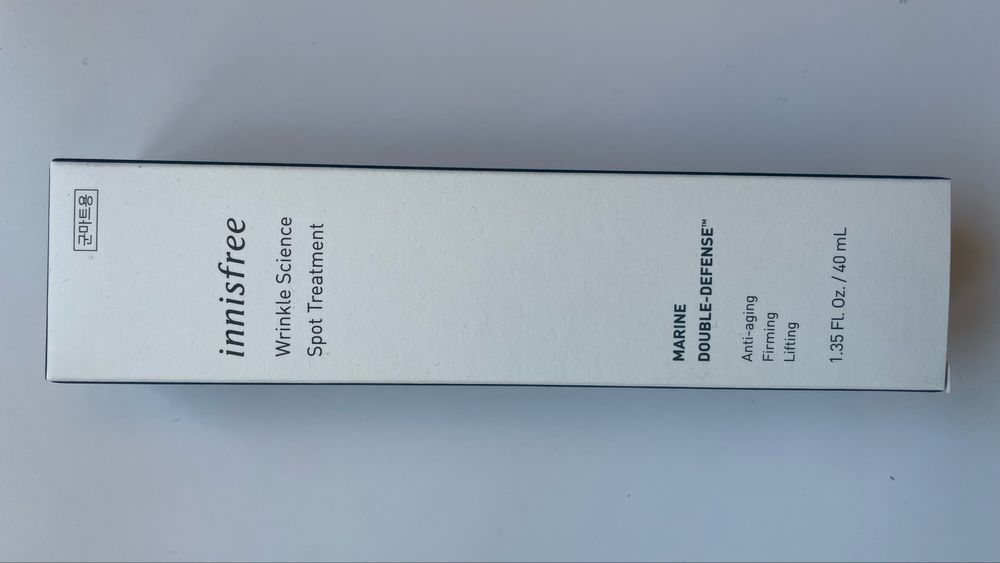 군마트용
innisfree
Wrinkle Science
Spot Treatment
MARINE
DOUBLE-DEFENSE™
Anti-aging
Firming
Lifting
1.35 Fl. Oz. / 40 mL